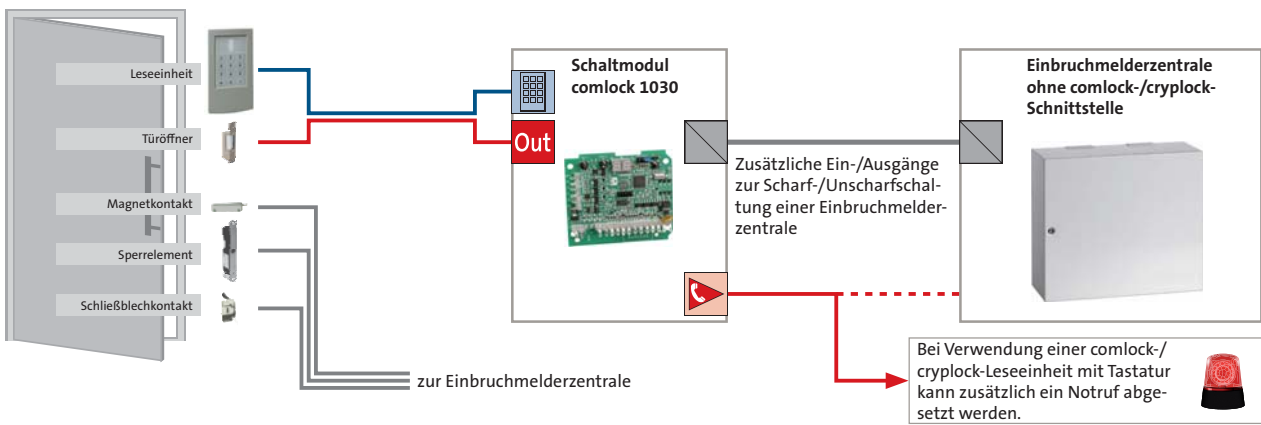 Leseeinheit
Türöffner
Magnetkontakt
Sperrelement
Schließblechkontakt
zur Einbruchmelderzentrale
Schaltmodul
comlock 1030
Out
Zusätzliche Ein-/Ausgänge
zur Scharf-/Unscharfschal-
tung einer Einbruchmelder-
zentrale
Einbruchmelderzentrale
ohne comlock-/cryplock-
Schnittstelle
Bei Verwendung einer comlock-/
cryplock-Leseeinheit mit Tastatur
kann zusätzlich ein Notruf abge-
setzt werden.